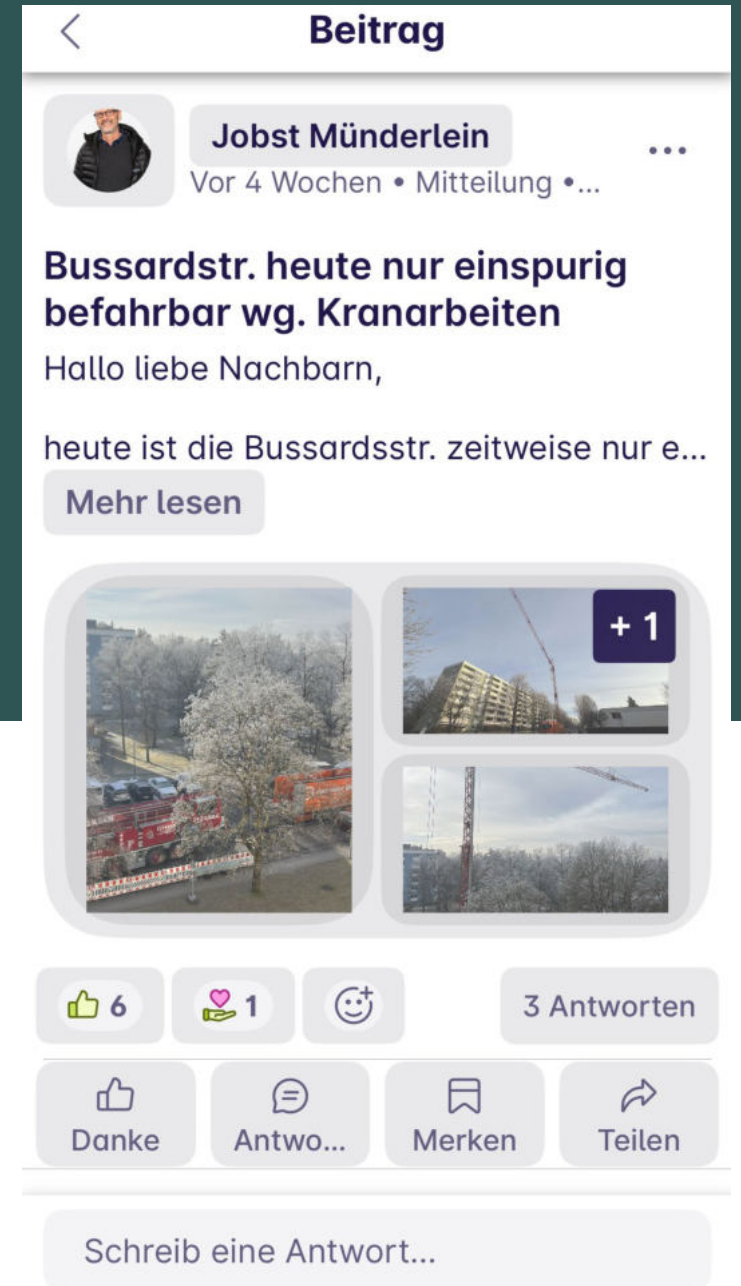 Beitrag
Jobst Münderlein
Vor 4 Wochen • Mitteilung •...
Bussardstr. heute nur einspurig
befahrbar wg. Kranarbeiten
Hallo liebe Nachbarn,
heute ist die Bussardsstr. zeitweise nur e...
Mehr lesen
+ 1
6
1
3 Antworten
Danke
Antwo...
Merken
Teilen
Schreib eine Antwort...